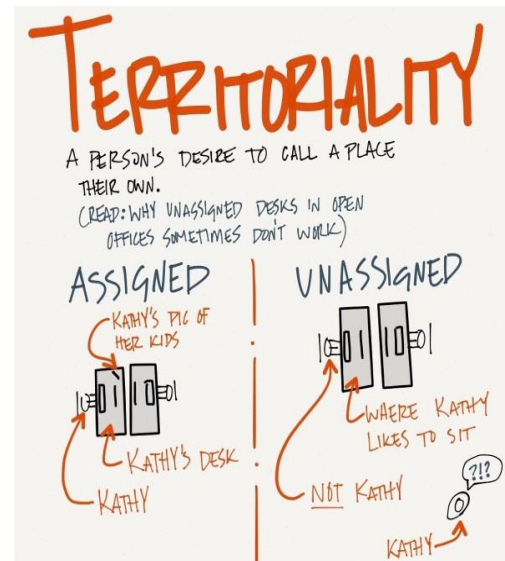 TERRITORIALITY
A PERSON'S DESIRE TO CALL A PLACE
THEIR OWN.
(READ: WHY UNASSIGNED DESKS IN OPEN
OFFICES SOMETIMES DON'T WORK)
ASSIGNED
KATHY'S PIC OF
HER KIDS
KATHY'S DESK
KATHY
UNASSIGNED
WHERE KATHY
LIKES TO SIT
NOT KATHY
?!?
KATHY